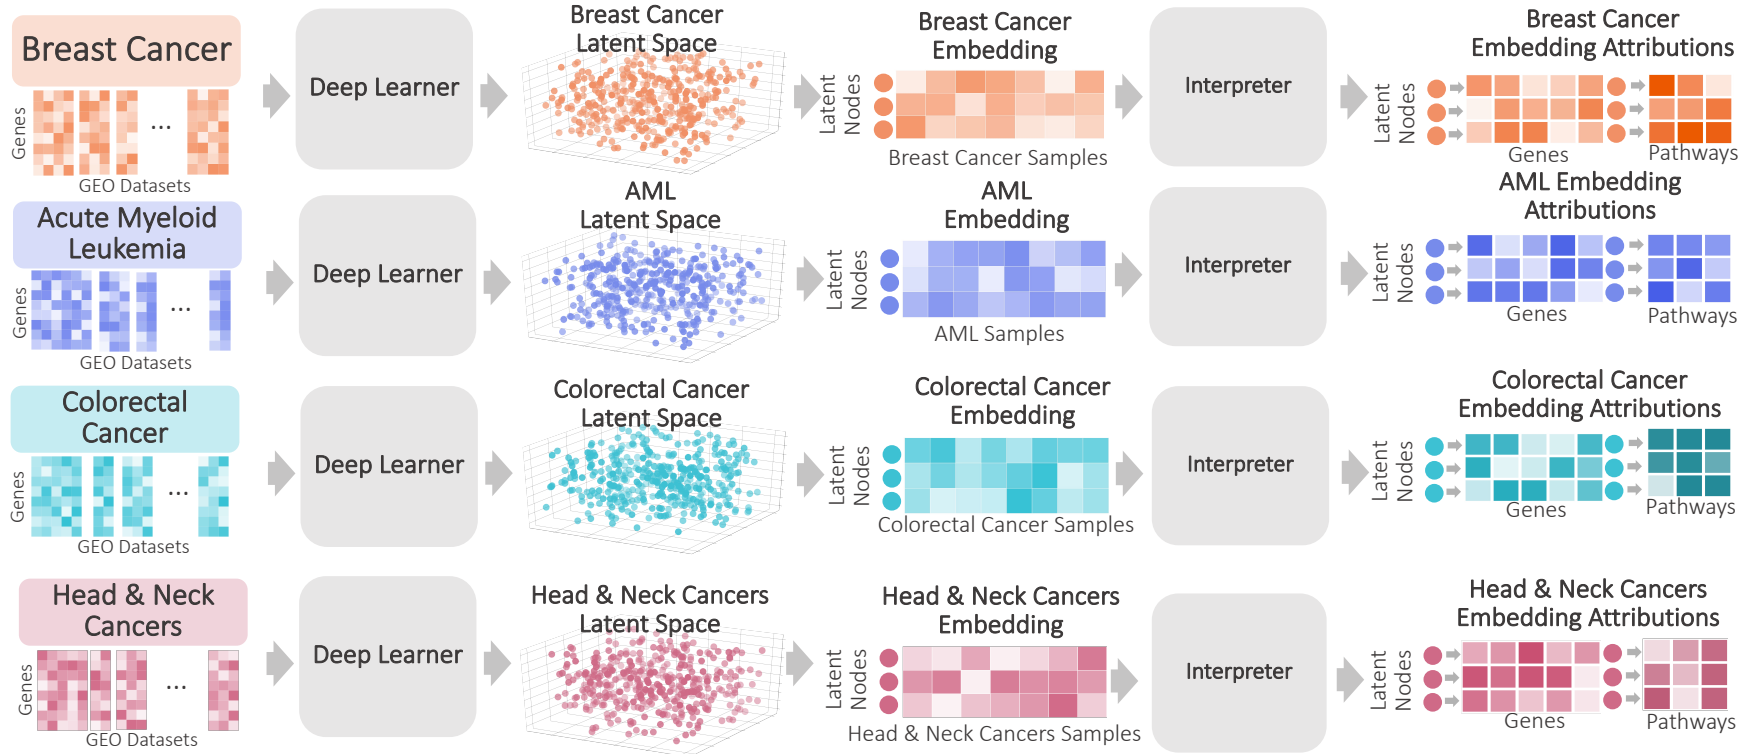 Breast Cancer
Genes
...
GEO Datasets
Deep Learner
Breast Cancer
Latent Space
Breast Cancer
Embedding
Latent
Nodes
Breast Cancer Samples
Interpreter
Breast Cancer
Embedding Attributions
Latent
Nodes
Genes
Pathways
Acute Myeloid
Leukemia
Genes
...
GEO Datasets
Deep Learner
AML
Latent Space
AML
Embedding
Latent
Nodes
AML Samples
Interpreter
AML Embedding
Attributions
Latent
Nodes
Genes
Pathways
Colorectal
Cancer
Genes
...
GEO Datasets
Deep Learner
Colorectal Cancer
Latent Space
Colorectal Cancer
Embedding
Latent
Nodes
Colorectal Cancer Samples
Interpreter
Colorectal Cancer
Embedding Attributions
Latent
Nodes
Genes
Pathways
Head & Neck
Cancers
Genes
...
GEO Datasets
Deep Learner
Head & Neck Cancers
Latent Space
Head & Neck Cancers
Embedding
Latent
Nodes
Head & Neck Cancers Samples
Interpreter
Head & Neck Cancers
Embedding Attributions
Latent
Nodes
Genes
Pathways